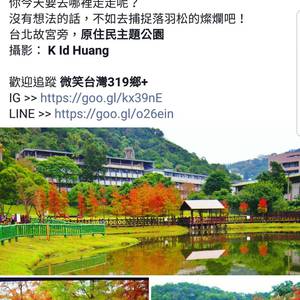 你今天要去哪裡走走呢？
沒有想法的話，不如去捕捉落羽松的燦爛吧！
台北故宮旁，原住民主題公園
攝影： K Id Huang
歡迎追蹤 微笑台灣319鄉+
IG >> https://goo.gl/kx39nE
LINE >> https://goo.gl/o26ein